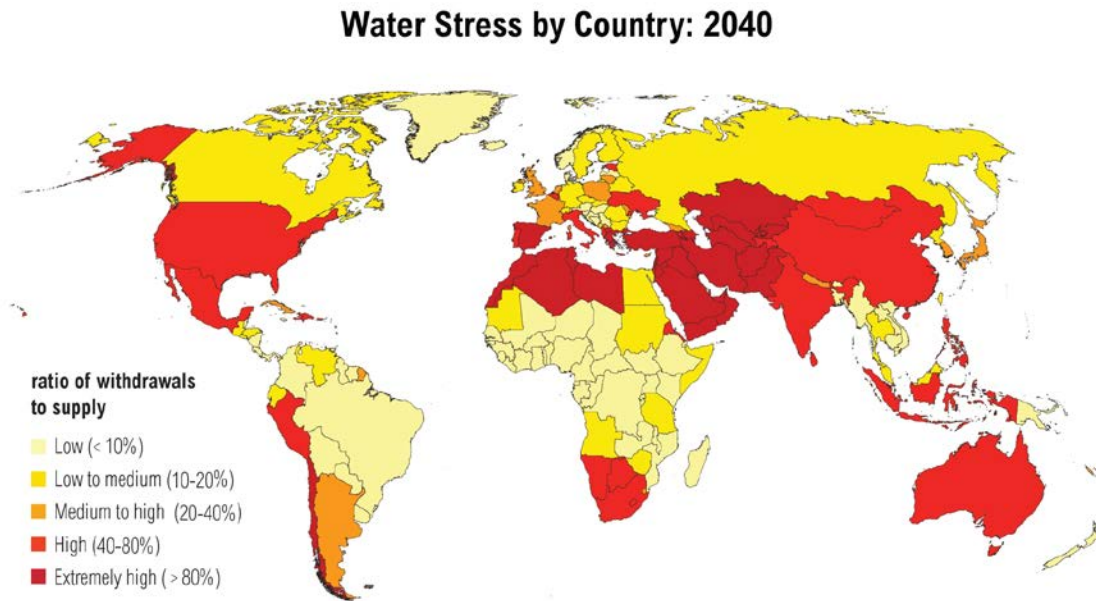 Water Stress by Country: 2040
ratio of withdrawals
to supply
Low (< 10%)
Low to medium (10-20%)
Medium to high (20-40%)
High (40-80%)
Extremely high (> 80%)